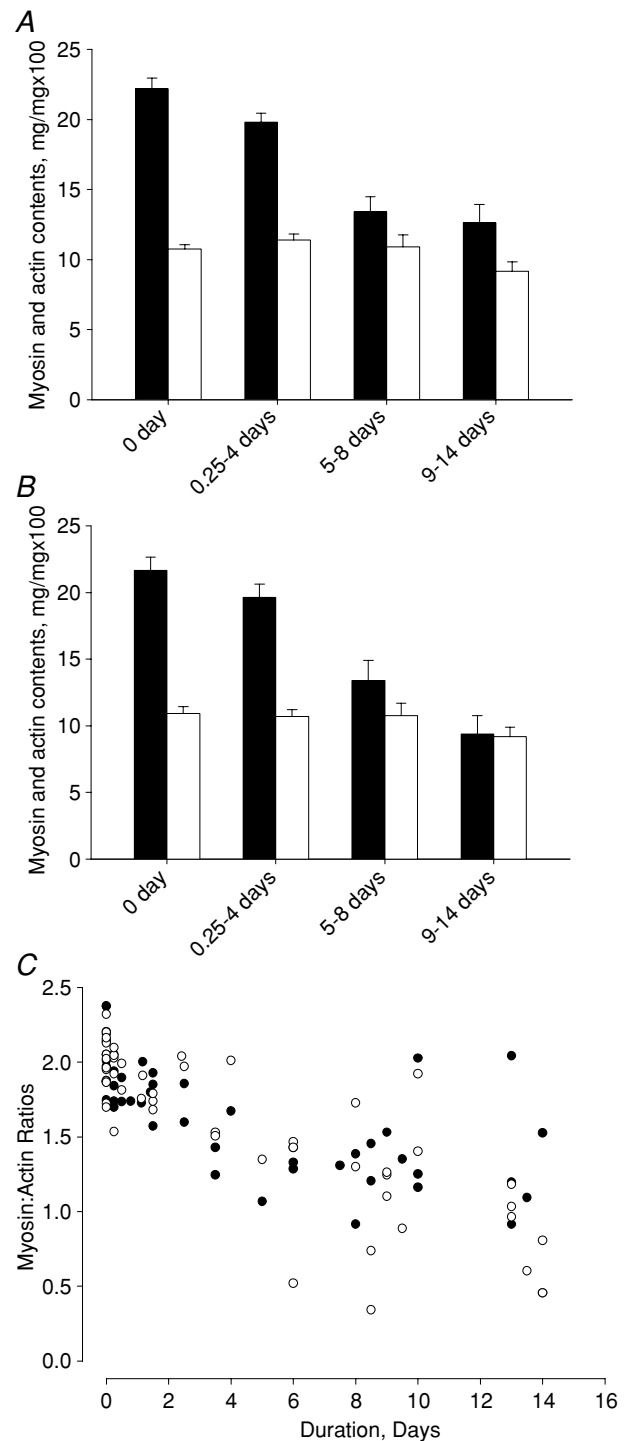 A
Myosin and actin contents, mg/mgx100
25
20
15
10
5
0
0 day
0.25-4 days
5-8 days
9-14 days
B
Myosin and actin contents, mg/mgx100
25
20
15
10
5
0
0 day
0.25-4 days
5-8 days
9-14 days
C
Myosin:Actin Ratios
2.5
2.0
1.5
1.0
0.5
0.0
0 2 4 6 8 10 12 14 16
Duration, Days